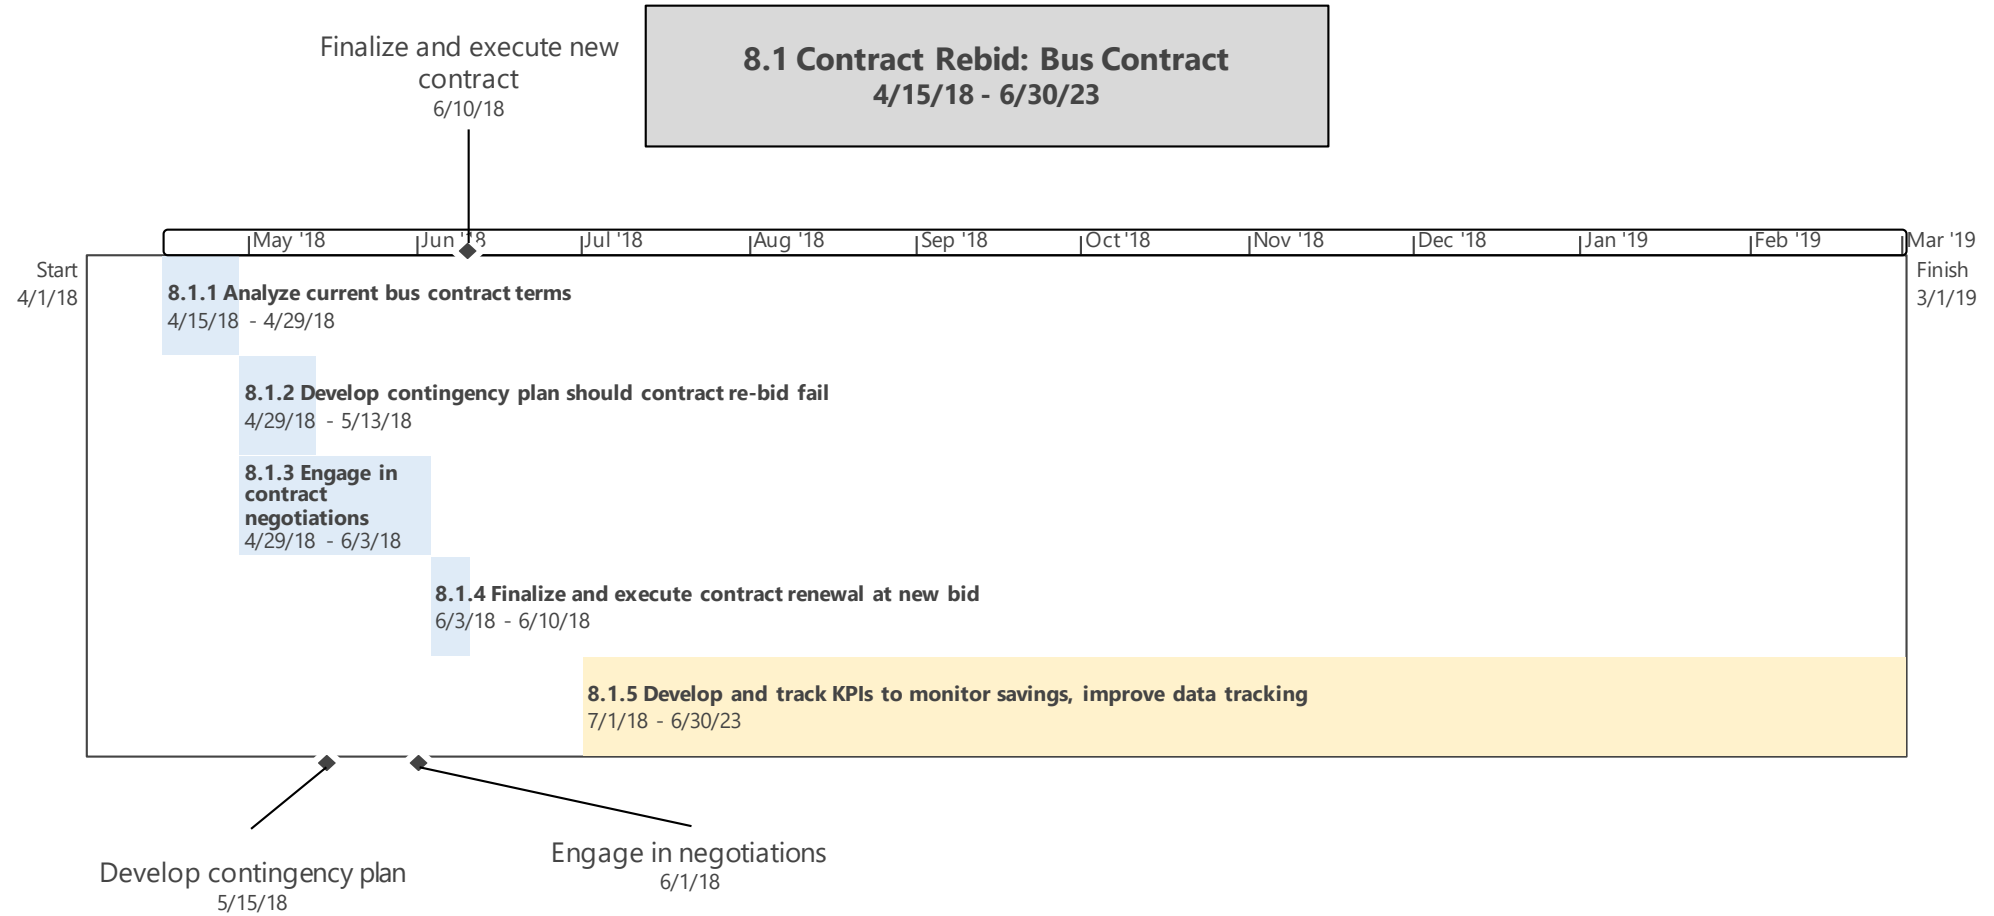 Finalize and execute new
contract
6/10/18
8.1 Contract Rebid: Bus Contract
4/15/18 - 6/30/23
May '18
Jun '18
Jul '18
Aug '18
Sep '18
Oct '18
Nov '18
Dec '18
Jan '19
Feb '19
Mar '19
Start
4/1/18
Finish
3/1/19
8.1.1 Analyze current bus contract terms
4/15/18 - 4/29/18
8.1.2 Develop contingency plan should contract re-bid fail
4/29/18 - 5/13/18
8.1.3 Engage in
contract
negotiations
4/29/18 - 6/3/18
8.1.4 Finalize and execute contract renewal at new bid
6/3/18 - 6/10/18
8.1.5 Develop and track KPIs to monitor savings, improve data tracking
7/1/18 - 6/30/23
Develop contingency plan
5/15/18
Engage in negotiations
6/1/18